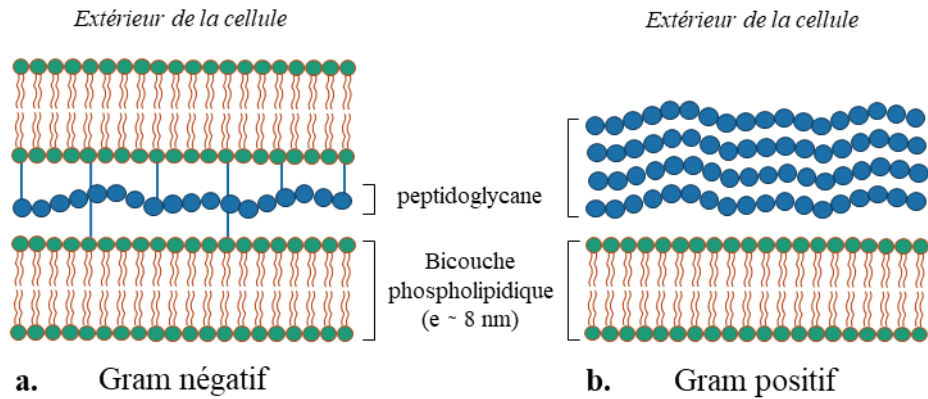 Extérieur de la cellule
Extérieur de la cellule
peptidoglycane
Bicouche
phospholipidique
(e ~ 8 nm)
a. Gram négatif
b. Gram positif